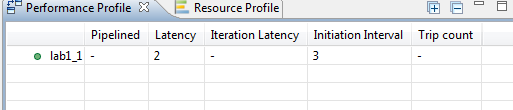 Performance Profile Resource Profile
Pipelined Latency Iteration Latency Initiation Interval Trip count
lab1_1 - 2 - 3 -